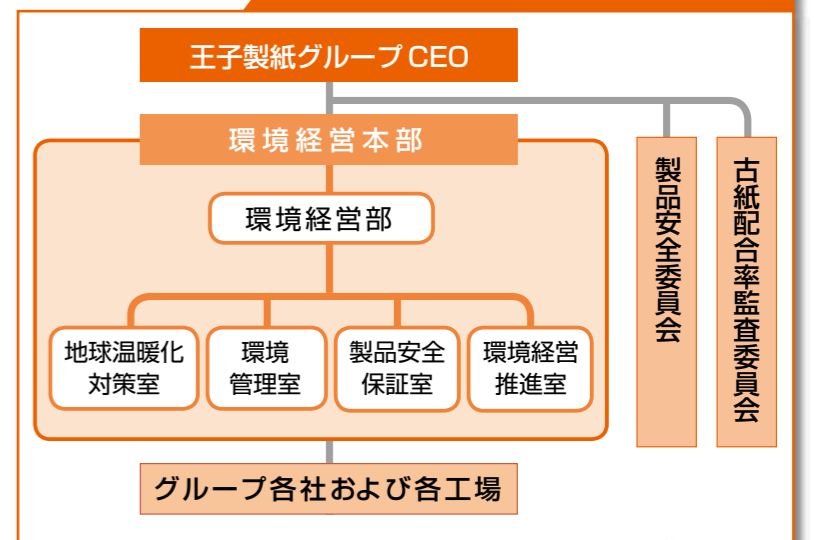 王子製紙グループCEO
環境経営本部
環境経営部
地球温暖化
対策室
環境
管理室
製品安全
保証室
環境経営
推進室
グループ各社および各工場
製品安全委員会
古紙配合率監査委員会